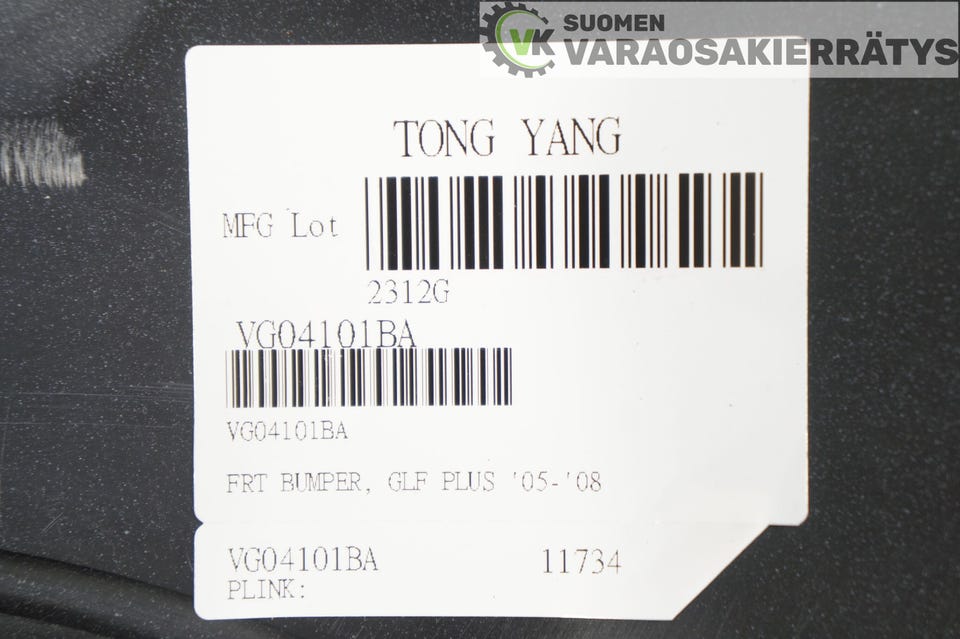 VK SUOMEN
VARAOSAKIERRÄTYS
TONG YANG
MFG Lot
2312G
VG04101BA
VG04101BA
FRT BUMPER, GLF PLUS '05-'08
VG04101BA 11734
PLINK: